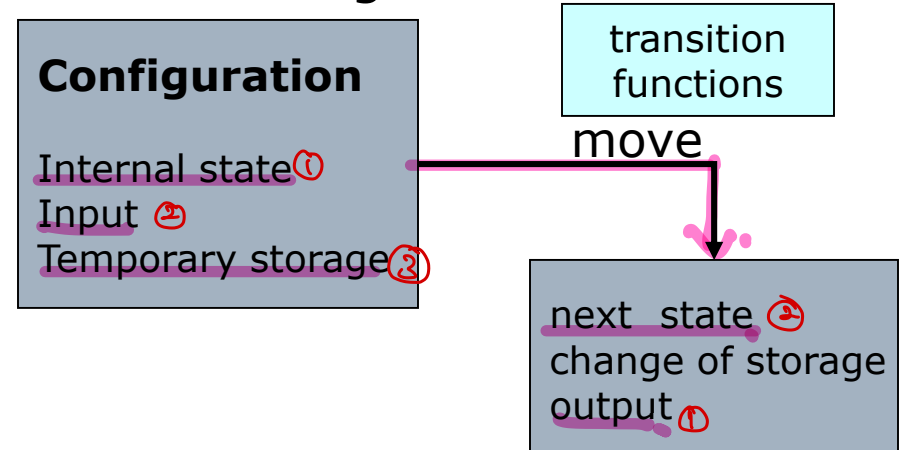 Configuration
Internal state ①
Input ②
Temporary storage ③
transition
functions
move
next state ②
change of storage
output ①